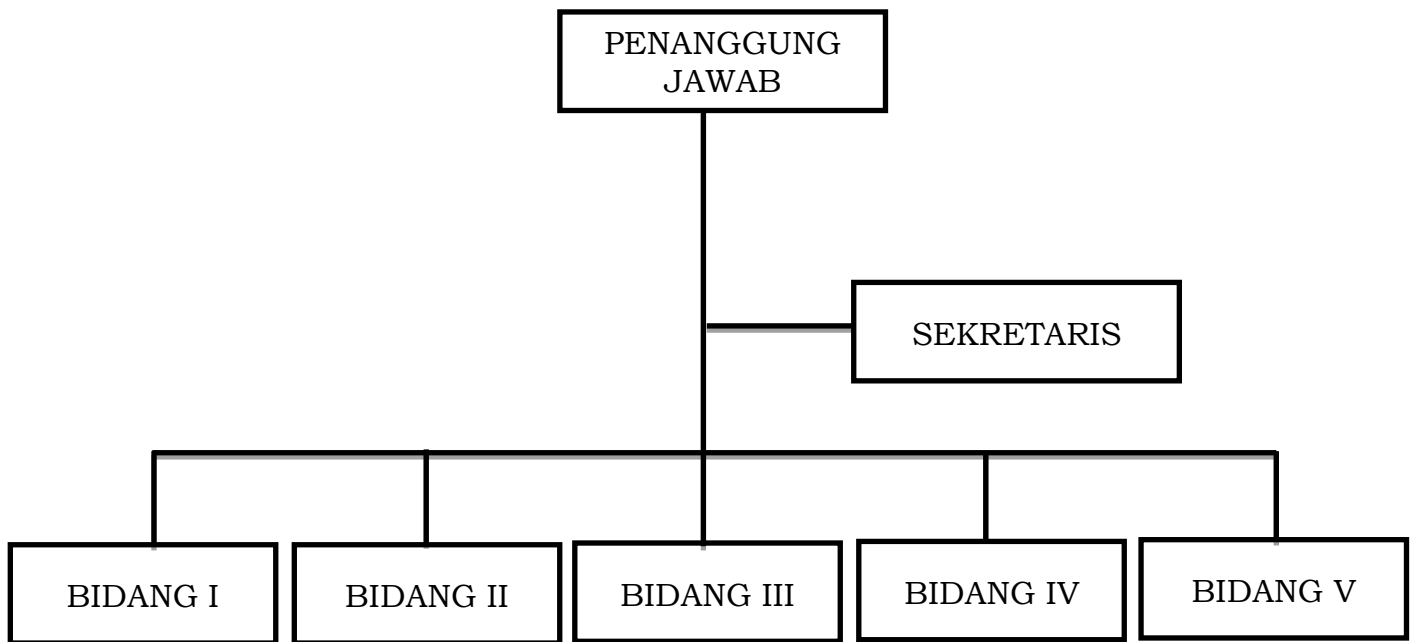 PENANGGUNG
JAWAB
SEKRETARIS
BIDANG I
BIDANG II
BIDANG III
BIDANG IV
BIDANG V